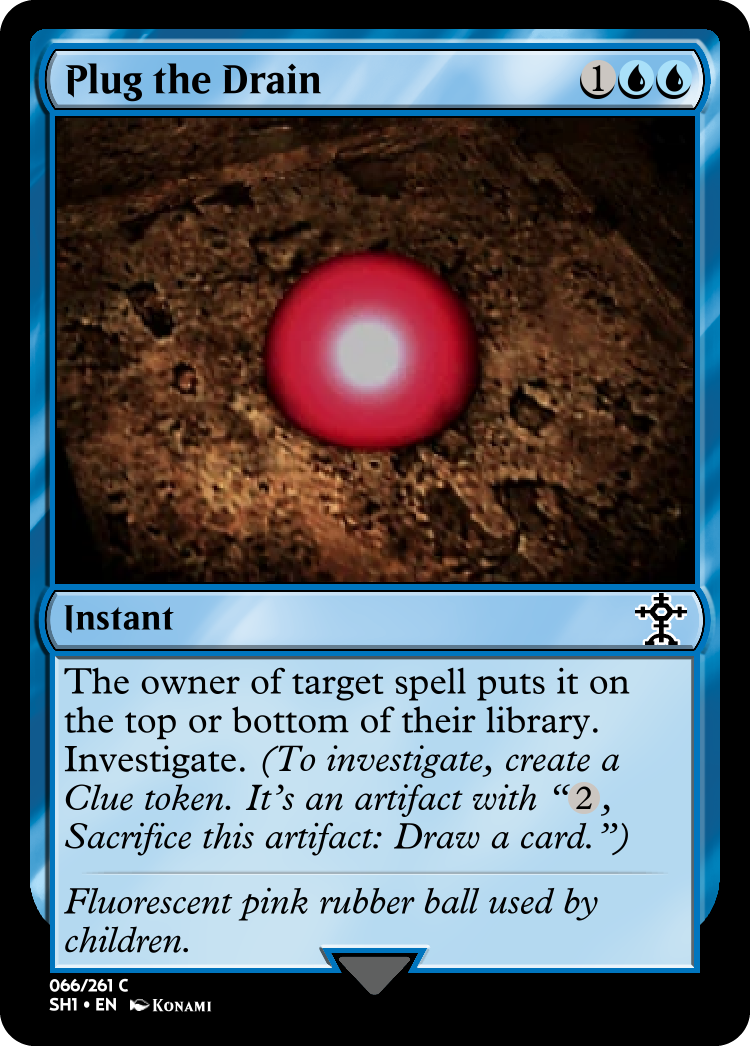 Plug the Drain 1
Instant
The owner of target spell puts it on
the top or bottom of their library.
Investigate. (To investigate, create a
Clue token. It's an artifact with “2,
Sacrifice this artifact: Draw a card.”)
Fluorescent pink rubber ball used by
children.
066/261 C
SH1 • EN KONAMI